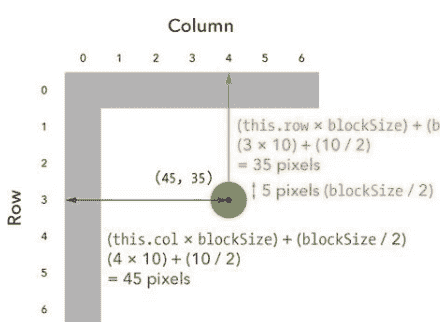 Column
0 1 2 3 4 5 6
0
1
2
3
4
5
6
Row
(this.row × blockSize) + (b
(3 × 10) + (10 / 2)
= 35 pixels
(45, 35)
5 pixels (blockSize / 2)
(this.col × blockSize) + (blockSize / 2)
(4 × 10) + (10 / 2)
= 45 pixels